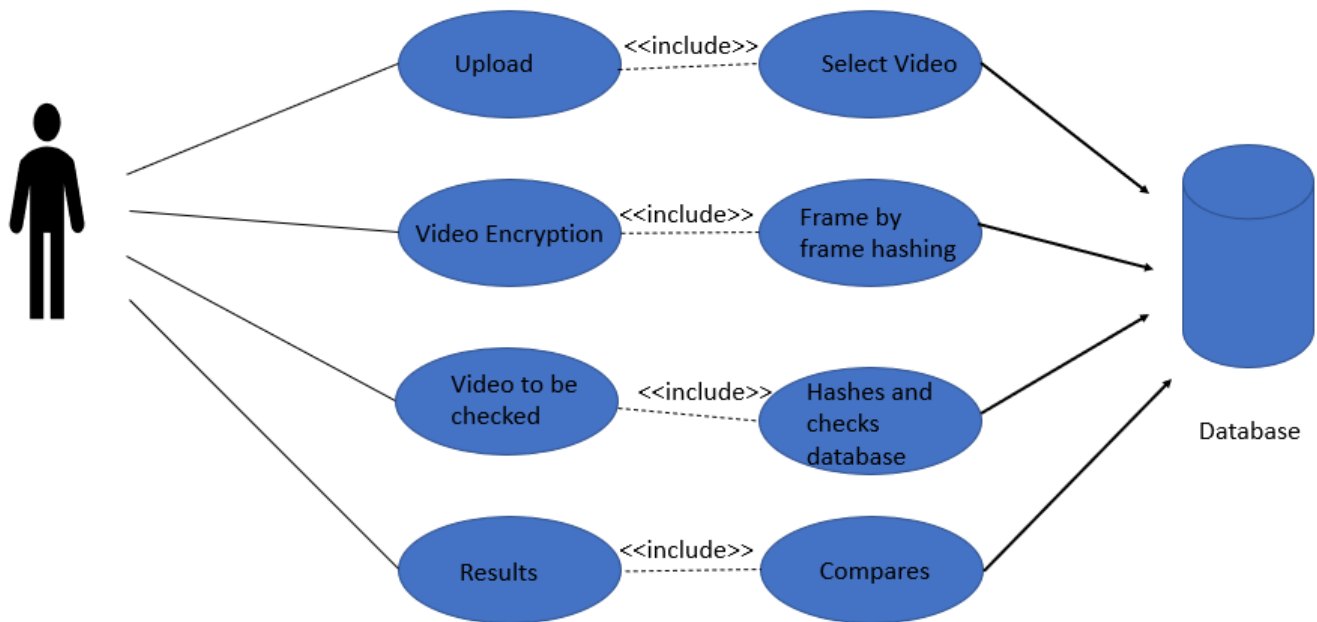 Upload
<<include>>
Select Video
Video Encryption
<<include>>
Frame by
frame hashing
Video to be
checked
<<include>>
Hashes and
checks
database
Database
Results
<<include>>
Compares